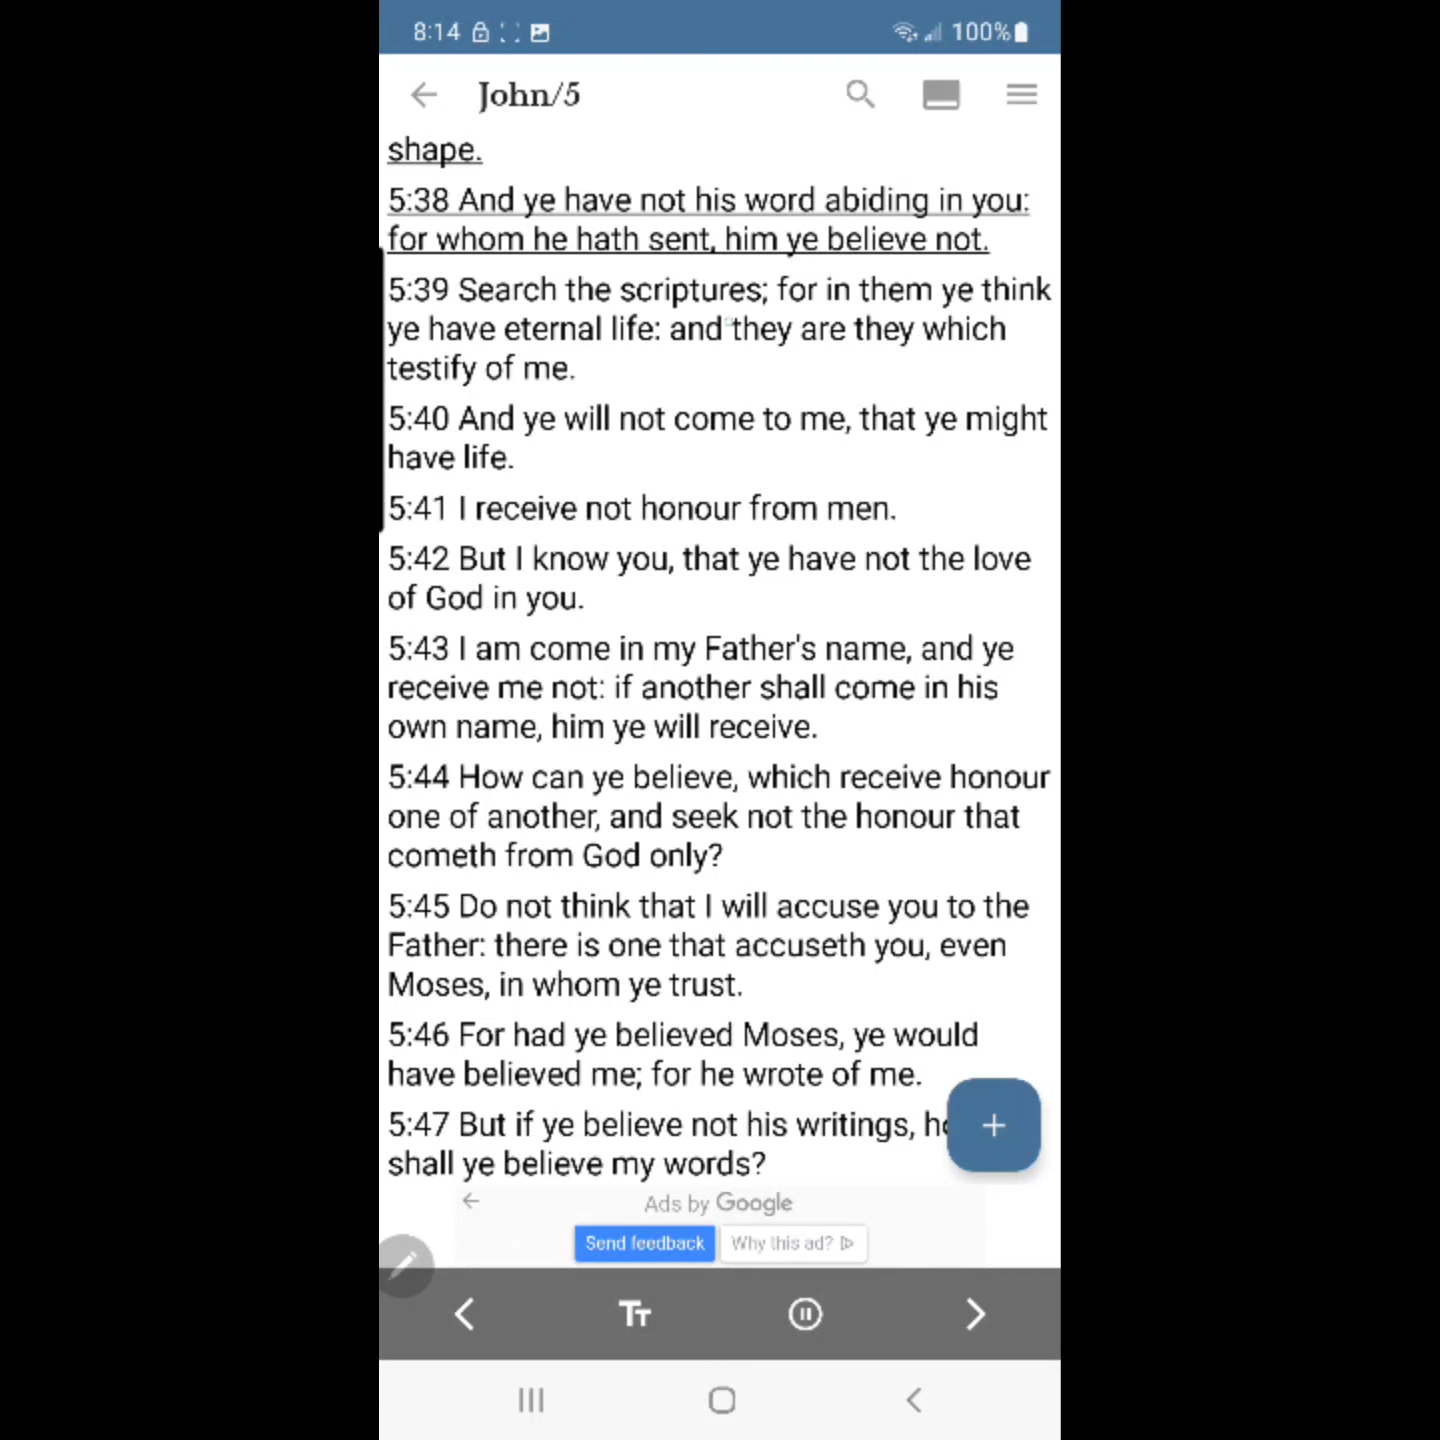 8:14 100%
John/5
shape.
5:38 And ye have not his word abiding in you:
for whom he hath sent, him ye believe not.
5:39 Search the scriptures; for in them ye think
ye have eternal life: and they are they which
testify of me.
5:40 And ye will not come to me, that ye might
have life.
5:41 I receive not honour from men.
5:42 But I know you, that ye have not the love
of God in you.
5:43 I am come in my Father's name, and ye
receive me not: if another shall come in his
own name, him ye will receive.
5:44 How can ye believe, which receive honour
one of another, and seek not the honour that
cometh from God only?
5:45 Do not think that I will accuse you to the
Father: there is one that accuseth you, even
Moses, in whom ye trust.
5:46 For had ye believed Moses, ye would
have believed me; for he wrote of me.
5:47 But if ye believe not his writings,
shall ye believe my words?
Ads by Google
Send feedback Why this ad?
TT